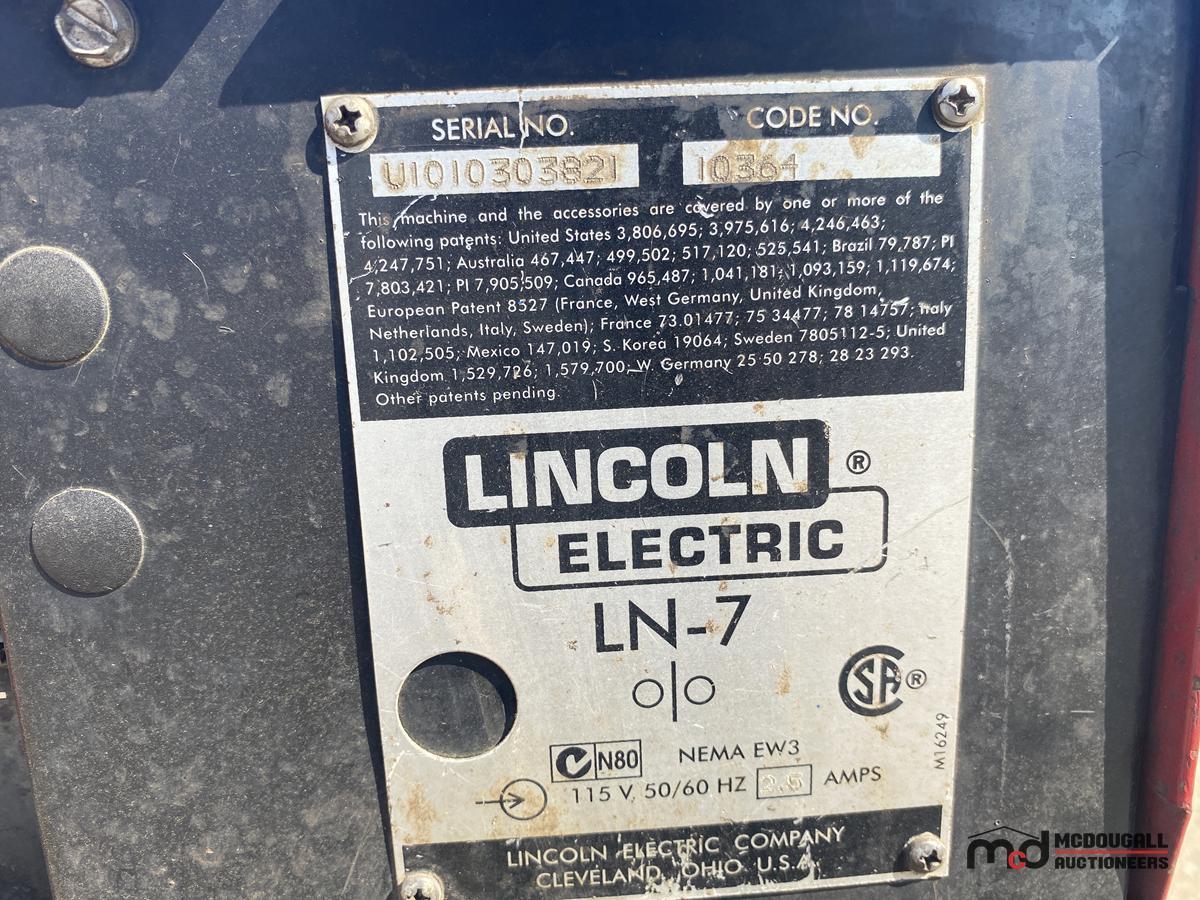 SERIAL NO. CODE NO.
U1010303821 10364
This machine and the accessories are covered by one or more of the
following patents: United States 3,806,695; 3,975,616; 4,246,463;
4,247,751; Australia 467,447; 499,502; 517,120; 525,541; Brazil 79,787; PI
7,803,421; PI 7,905,509; Canada 965,487; 1,041,181; 1,093,159; 1,119,674;
European Patent 8527 (France, West Germany, United Kingdom,
Netherlands, Italy, Sweden); France 73.01477; 75 34477; 78 14757; Italy
1,102,505; Mexico 147,019; S. Korea 19064; Sweden 7805112-5; United
Kingdom 1,529,726; 1,579,700; W. Germany 25 50 278; 28 23 293.
Other patents pending.
LINCOLN ®
ELECTRIC
LN-7
CSA ®
N80 NEMA EW3
115 V 50/60 HZ AMPS
M16249
LINCOLN ELECTRIC COMPANY
CLEVELAND, OHIO U.S.A.
mcd MCDOUGALL
AUCTIONEERS